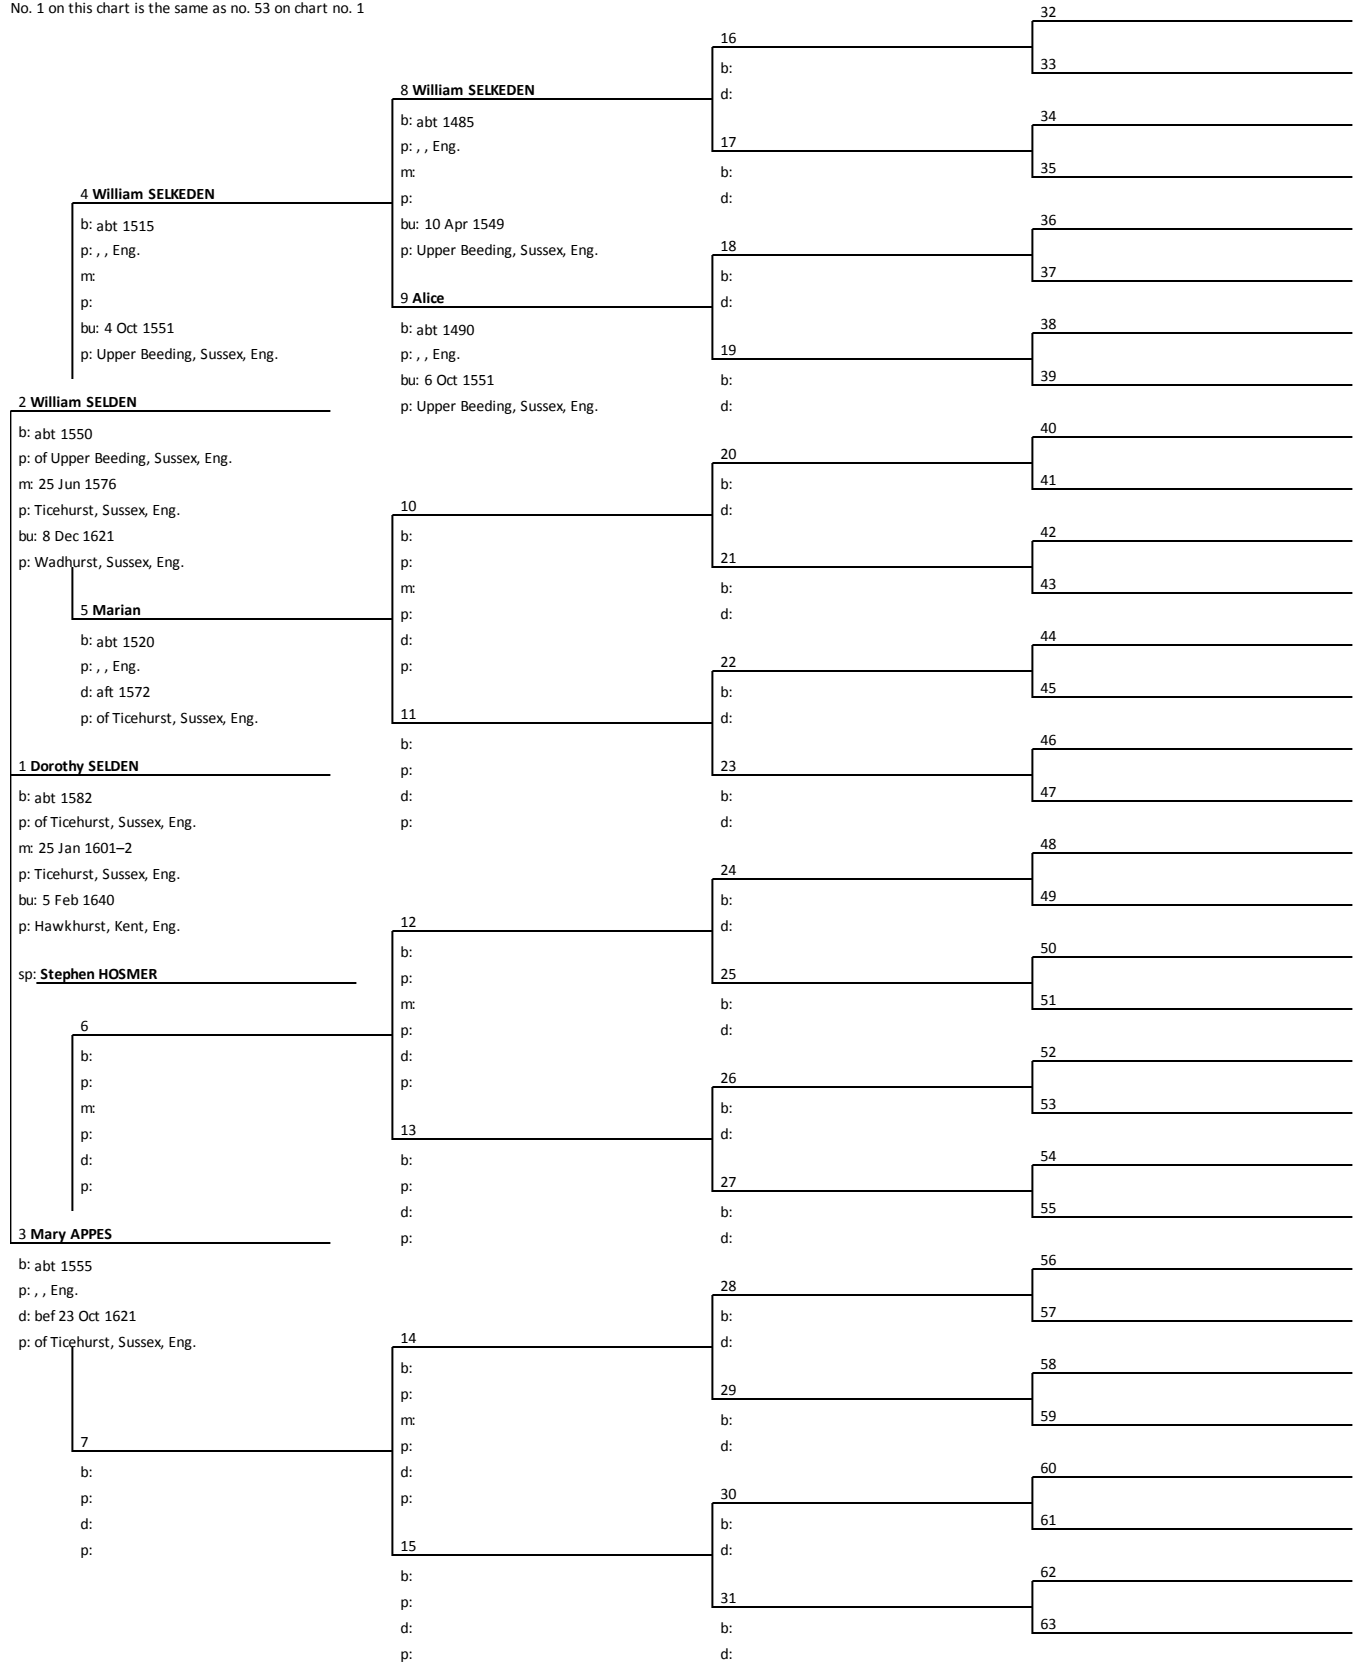 No. 1 on this chart is the same as no. 53 on chart no. 1
4 William SELKEDEN
b: abt 1515
p: , , Eng.
m:
p:
bu: 4 Oct 1551
p: Upper Beeding, Sussex, Eng.
2 William SELDEN
b: abt 1550
p: of Upper Beeding, Sussex, Eng.
m: 25 Jun 1576
p: Ticehurst, Sussex, Eng.
bu: 8 Dec 1621
p: Wadhurst, Sussex, Eng.
5 Marian
b: abt 1520
p: , , Eng.
d: aft 1572
p: of Ticehurst, Sussex, Eng.
1 Dorothy SELDEN
b: abt 1582
p: of Ticehurst, Sussex, Eng.
m: 25 Jan 1601–2
p: Ticehurst, Sussex, Eng.
bu: 5 Feb 1640
p: Hawkhurst, Kent, Eng.
sp: Stephen HOSMER
6
b:
p:
m:
p:
d:
p:
3 Mary APPES
b: abt 1555
p: , , Eng.
d: bef 23 Oct 1621
p: of Ticehurst, Sussex, Eng.
7
b:
p:
d:
p:
8 William SELKEDEN
b: abt 1485
p: , , Eng.
m:
p:
bu: 10 Apr 1549
p: Upper Beeding, Sussex, Eng.
9 Alice
b: abt 1490
p: , , Eng.
bu: 6 Oct 1551
p: Upper Beeding, Sussex, Eng.
10
b:
p:
m:
p:
d:
p:
11
b:
p:
d:
p:
12
b:
p:
m:
p:
d:
p:
13
b:
p:
d:
p:
14
b:
p:
m:
p:
d:
p:
15
b:
p:
d:
p:
16
b:
d:
17
b:
d:
18
b:
d:
19
b:
d:
20
b:
d:
21
b:
d:
22
b:
d:
23
b:
d:
24
b:
d:
25
b:
d:
26
b:
d:
27
b:
d:
28
b:
d:
29
b:
d:
30
b:
d:
31
b:
d:
32
33
34
35
36
37
38
39
40
41
42
43
44
45
46
47
48
49
50
51
52
53
54
55
56
57
58
59
60
61
62
63